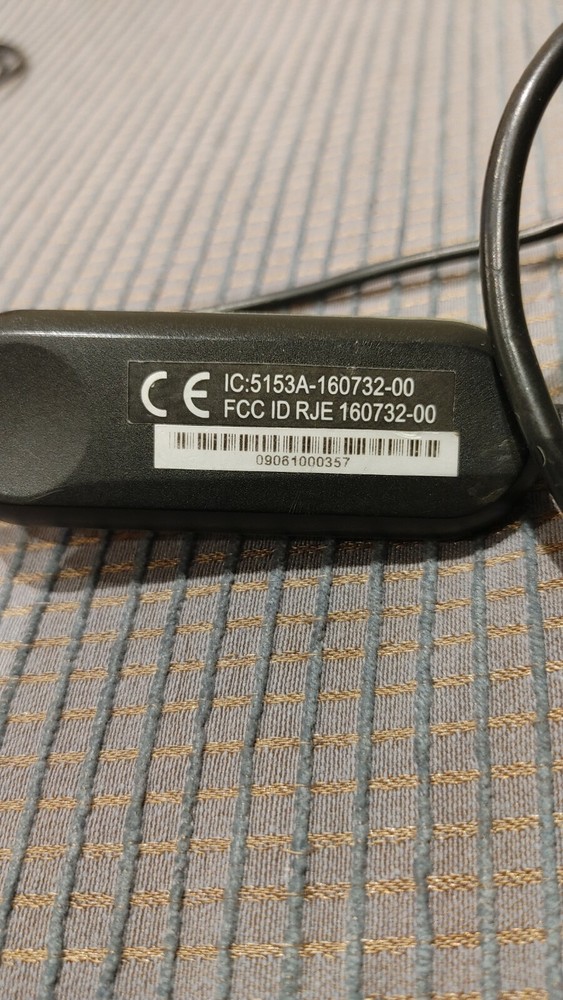 CE
IC:5153A-160732-00
FCC ID RJE 160732-00
09061000357